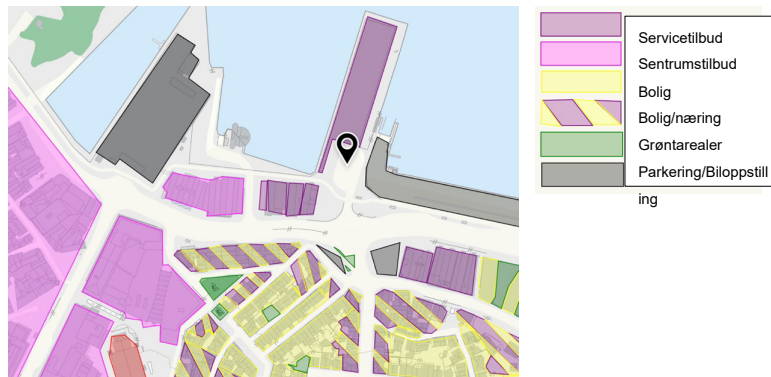 Servicetilbud
Sentrumstilbud
Bolig
Bolig/næring
Grøntarealer
Parkering/Biloppstill
ing